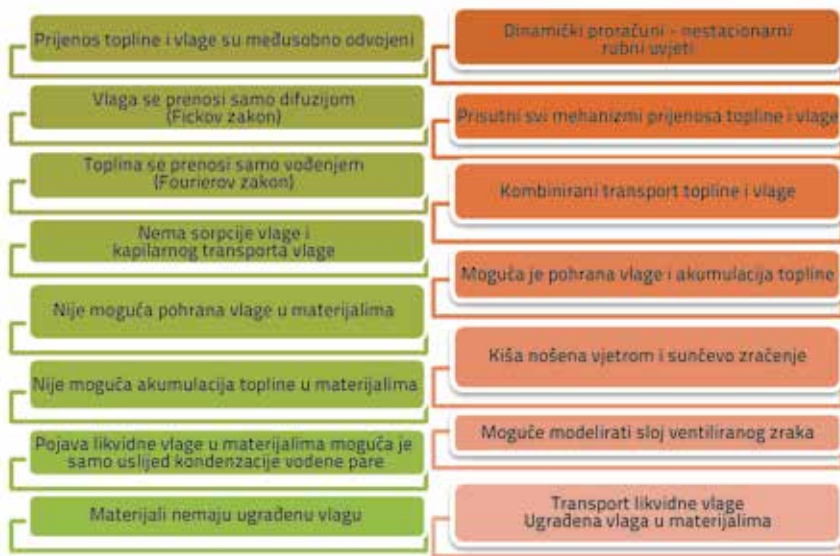 Prijenos topline i vlage su međusobno odvojeni
Vlaga se prenosi samo difuzijom
(Fickov zakon)
Toplina se prenosi samo vođenjem
(Fourierov zakon)
Nema sorpcije vlage i
kapilarnog transporta vlage
Nije moguća pohrana vlage u materijalima
Nije moguća akumulacija topline u materijalima
Pojava likvidne vlage u materijalima moguća je
samo uslijed kondenzacije vodene pare
Materijali nemaju ugrađenu vlagu
Dinamički proračuni - nestacionarni
rubni uvjeti
Prisutni svi mehanizmi prijenosa topline i vlage
Kombinirani transport topline i vlage
Moguća je pohrana vlage i akumulacija topline
Kiša nošena vjetrom i sunčevo zračenje
Moguće modelirati sloj ventiliranog zraka
Transport likvidne vlage
Ugrađena vlaga u materijalima